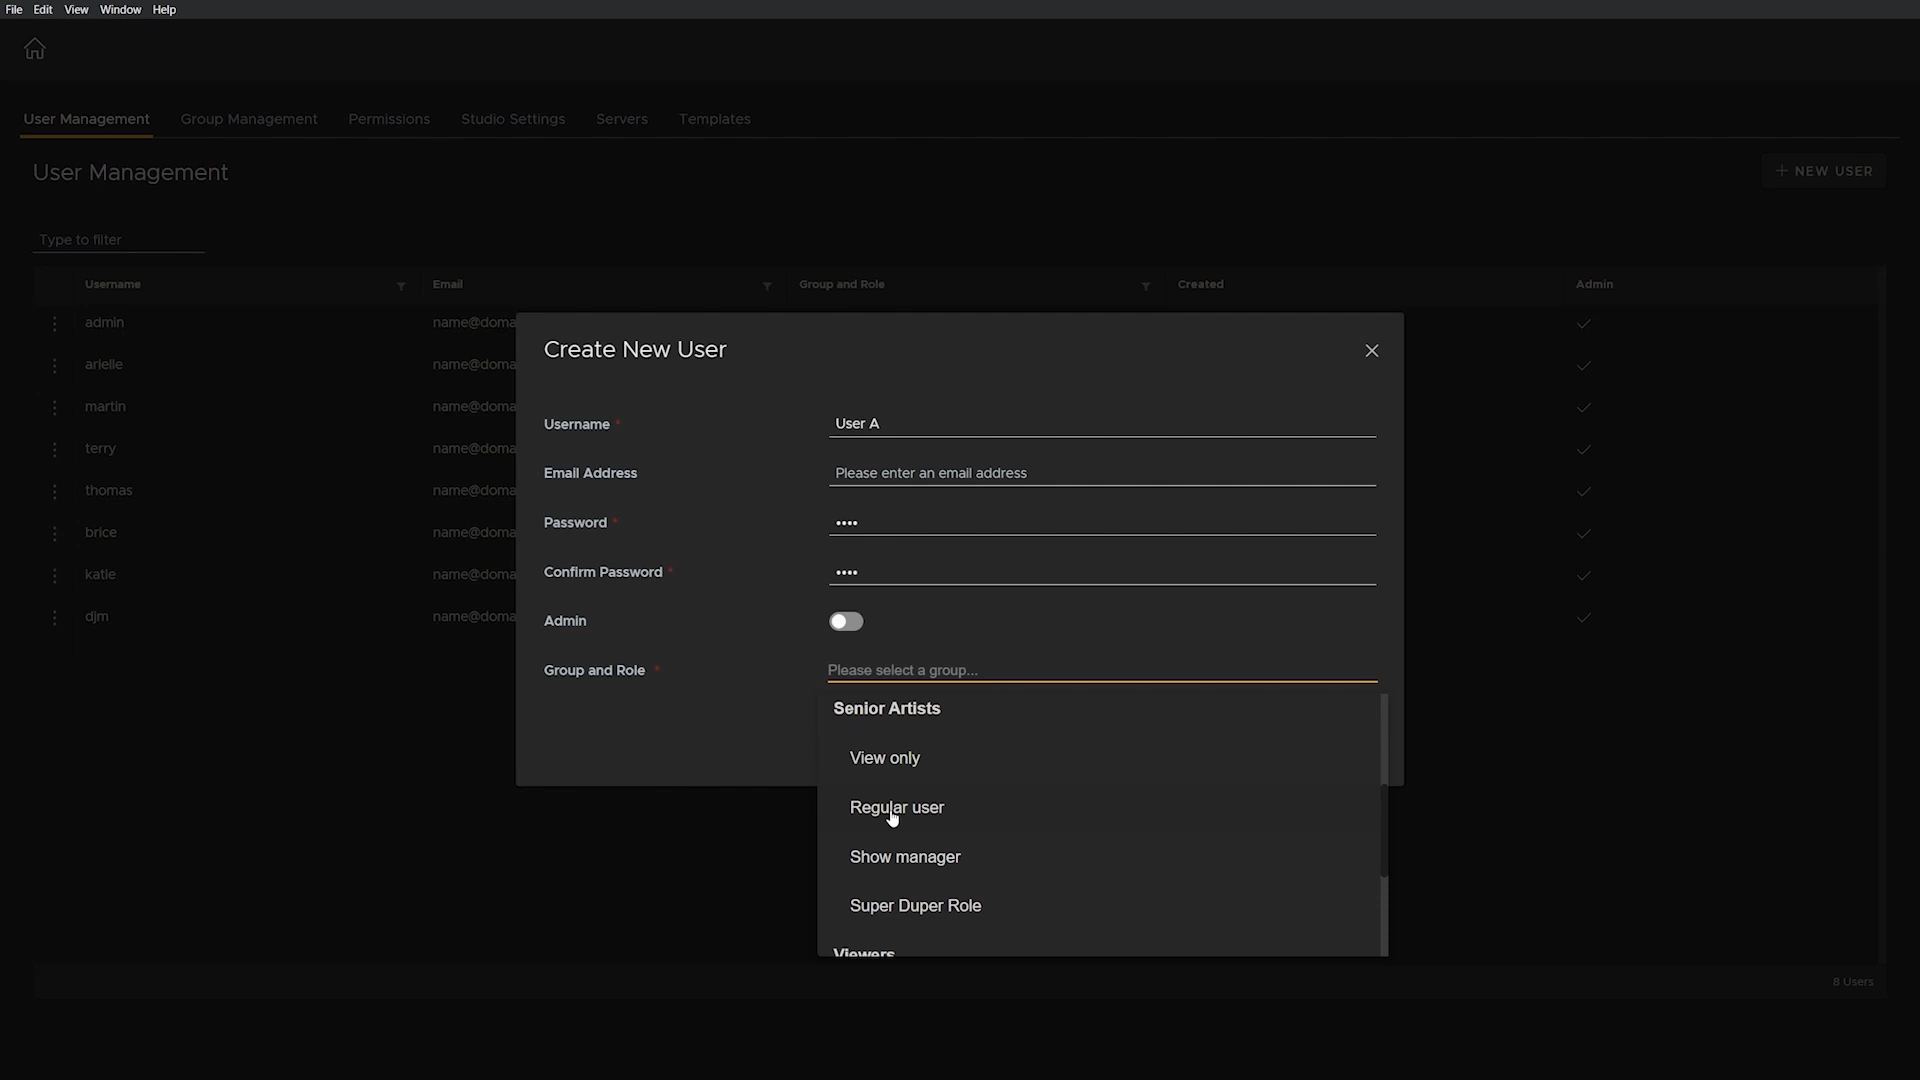 File Edit View Window Help
User Management Group Management Permissions Studio Settings Servers Templates
User Management
+ NEW USER
Type to filter
Username Email Group and Role Created Admin
admin name@doma
arielle name@doma
martin name@doma
terry name@doma
thomas name@doma
brice name@doma
katie name@doma
djm name@doma
Create New User
Username * User A
Email Address Please enter an email address
Password * ••••
Confirm Password * ••••
Admin
Group and Role * Please select a group...
Senior Artists
View only
Regular user
Show manager
Super Duper Role
Viewers
8 Users